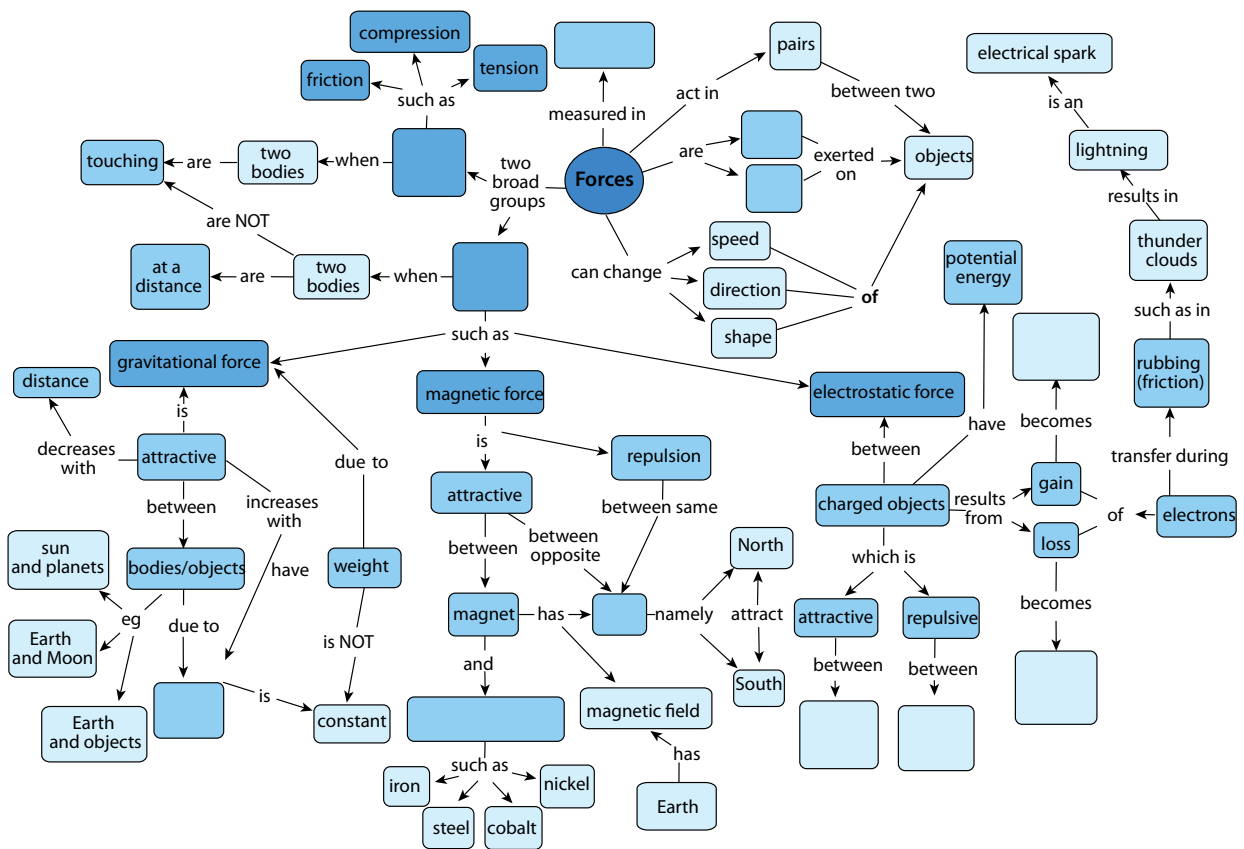 compression
friction
tension
such as
measured in
pairs
act in
between two
electrical spark
is an
lightning
results in
thunder
clouds
such as in
rubbing
(friction)
transfer during
electrons
touching
are
two
bodies
when
two
broad
groups
Forces
are
exerted
on
objects
are NOT
at a
distance
are
two
bodies
when
can change
speed
direction
shape
of
potential
energy
such as
gravitational force
distance
is
decreases
with
attractive
increases
with
between
bodies/objects
have
sun
and planets
eg
Earth
and Moon
due to
Earth
and objects
is
constant
due to
weight
is NOT
magnetic force
is
repulsion
attractive
between same
between
between
opposite
magnet
has
namely
North
attract
South
and
magnetic field
such as
iron
steel
cobalt
nickel
has
Earth
electrostatic force
between
have
charged objects
results
from
becomes
gain
loss
of
becomes
which is
attractive
repulsive
between
between